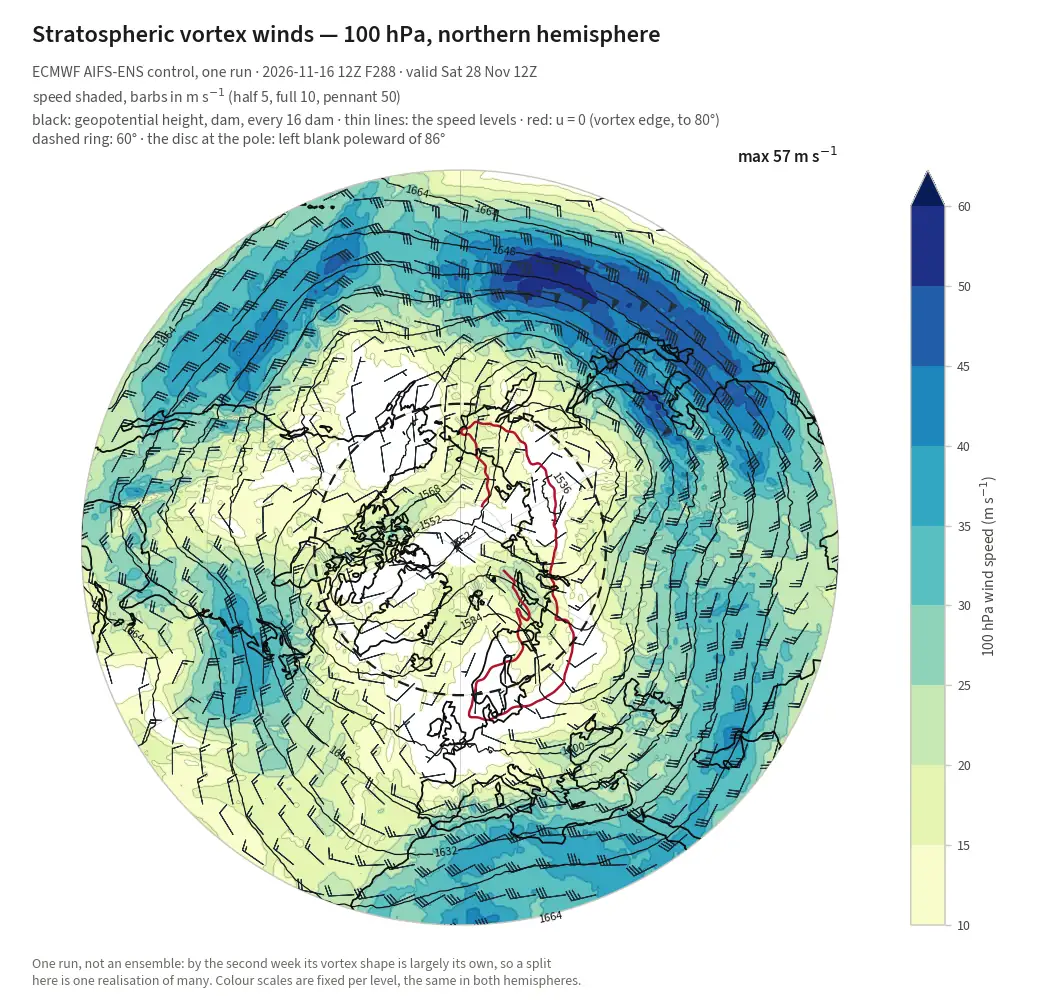 Stratospheric vortex winds — 100 hPa, northern hemisphere
ECMWF AIFS-ENS control, one run · 2026-11-16 12Z F288 · valid Sat 28 Nov 12Z
speed shaded, barbs in m s⁻¹ (half 5, full 10, pennant 50)
black: geopotential height, dam, every 16 dam · thin lines: the speed levels · red: u = 0 (vortex edge, to 80°)
dashed ring: 60° · the disc at the pole: left blank poleward of 86°
max 57 m s⁻¹
1664
1664
1648
1664
1568
1536
1552
1552
1584
1664
1616
1600
1632
1664
60
50
45
40
35
30
25
20
15
10
100 hPa wind speed (m s⁻¹)
One run, not an ensemble: by the second week its vortex shape is largely its own, so a split
here is one realisation of many. Colour scales are fixed per level, the same in both hemispheres.